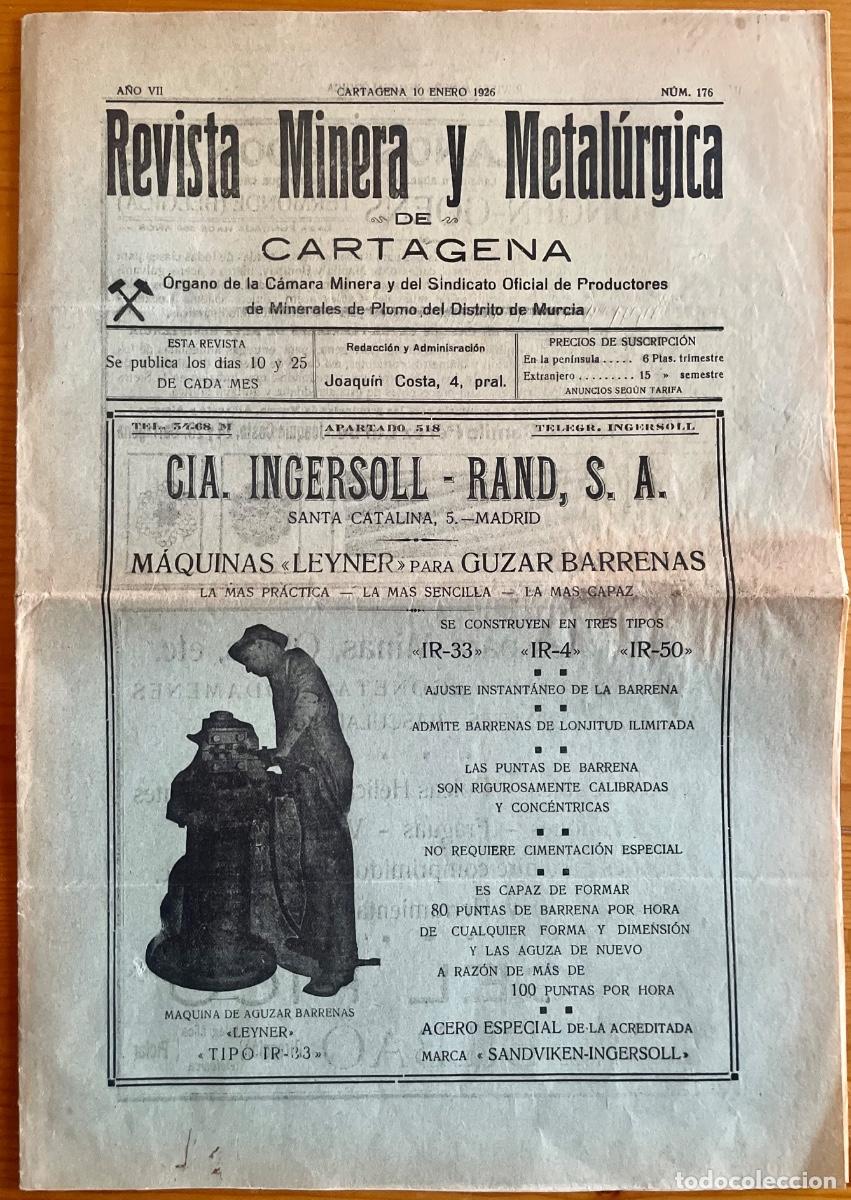 AÑO VII CARTAGENA 10 ENERO 1926 NÚM. 176
Revista Minera y Metalúrgica
DE
CARTAGENA
Órgano de la Cámara Minera y del Sindicato Oficial de Productores
de Minerales de Plomo del Distrito de Murcia
ESTA REVISTA
Se publica los días 10 y 25
DE CADA MES
Redacción y Adminisración
Joaquín Costa, 4, pral.
PRECIOS DE SUSCRIPCIÓN
En la península ..... 6 Ptas. trimestre
Extranjero ......... 15 » semestre
ANUNCIOS SEGÚN TARIFA
TEL. 54-68 M APARTADO 518 TELEGR. INGERSOLL
CIA. INGERSOLL - RAND, S. A.
SANTA CATALINA, 5.—MADRID
MÁQUINAS «LEYNER» PARA GUZAR BARRENAS
LA MAS PRÁCTICA — LA MAS SENCILLA — LA MAS CAPAZ
SE CONSTRUYEN EN TRES TIPOS
«IR-33» «IR-4» «IR-50»
AJUSTE INSTANTÁNEO DE LA BARRENA
ADMITE BARRENAS DE LONJITUD ILIMITADA
LAS PUNTAS DE BARRENA
SON RIGUROSAMENTE CALIBRADAS
Y CONCÉNTRICAS
NO REQUIERE CIMENTACIÓN ESPECIAL
ES CAPAZ DE FORMAR
80 PUNTAS DE BARRENA POR HORA
DE CUALQUIER FORMA Y DIMENSIÓN
Y LAS AGUZA DE NUEVO
A RAZÓN DE MÁS DE
100 PUNTAS POR HORA
ACERO ESPECIAL DE LA ACREDITADA
MARCA «SANDVIKEN-INGERSOLL»
MAQUINA DE AGUZAR BARRENAS
«LEYNER»
«TIPO IR-33»
todocoleccion